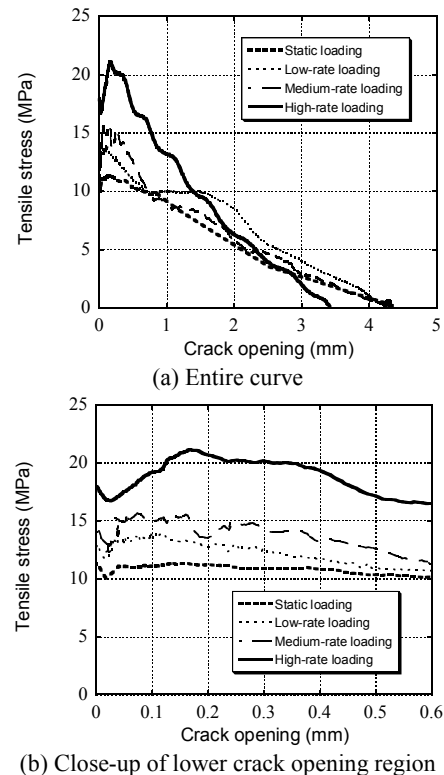 25
20
15
10
5
0
Tensile stress (MPa)
Static loading
Low-rate loading
Medium-rate loading
High-rate loading
0 1 2 3 4 5
Crack opening (mm)
(a) Entire curve
25
20
15
10
5
0
Tensile stress (MPa)
Static loading
Low-rate loading
Medium-rate loading
High-rate loading
0 0.1 0.2 0.3 0.4 0.5 0.6
Crack opening (mm)
(b) Close-up of lower crack opening region